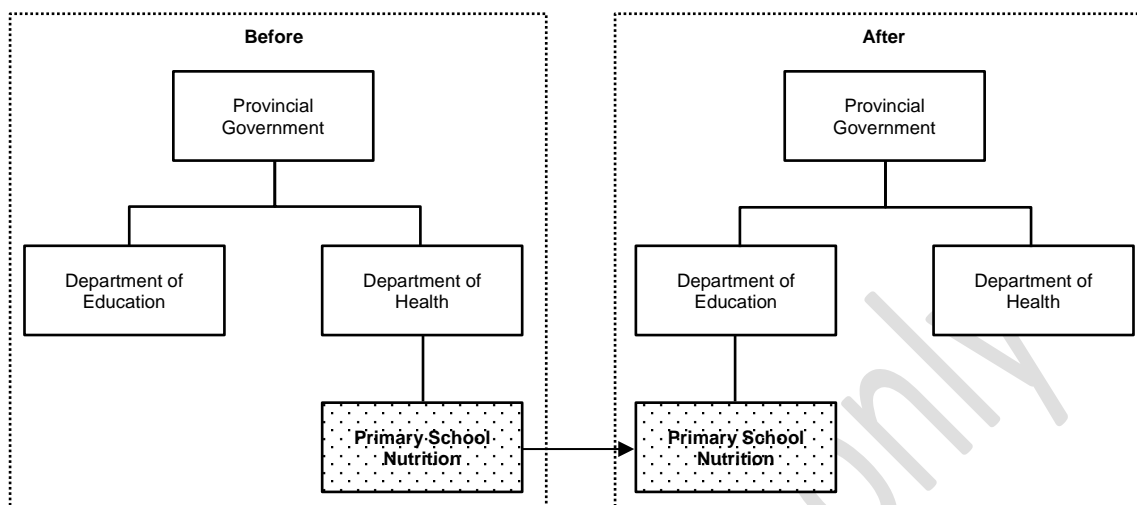 Before
Provincial
Government
Department of
Education
Department of
Health
Primary School
Nutrition
After
Provincial
Government
Department of
Education
Department of
Health
Primary School
Nutrition
only